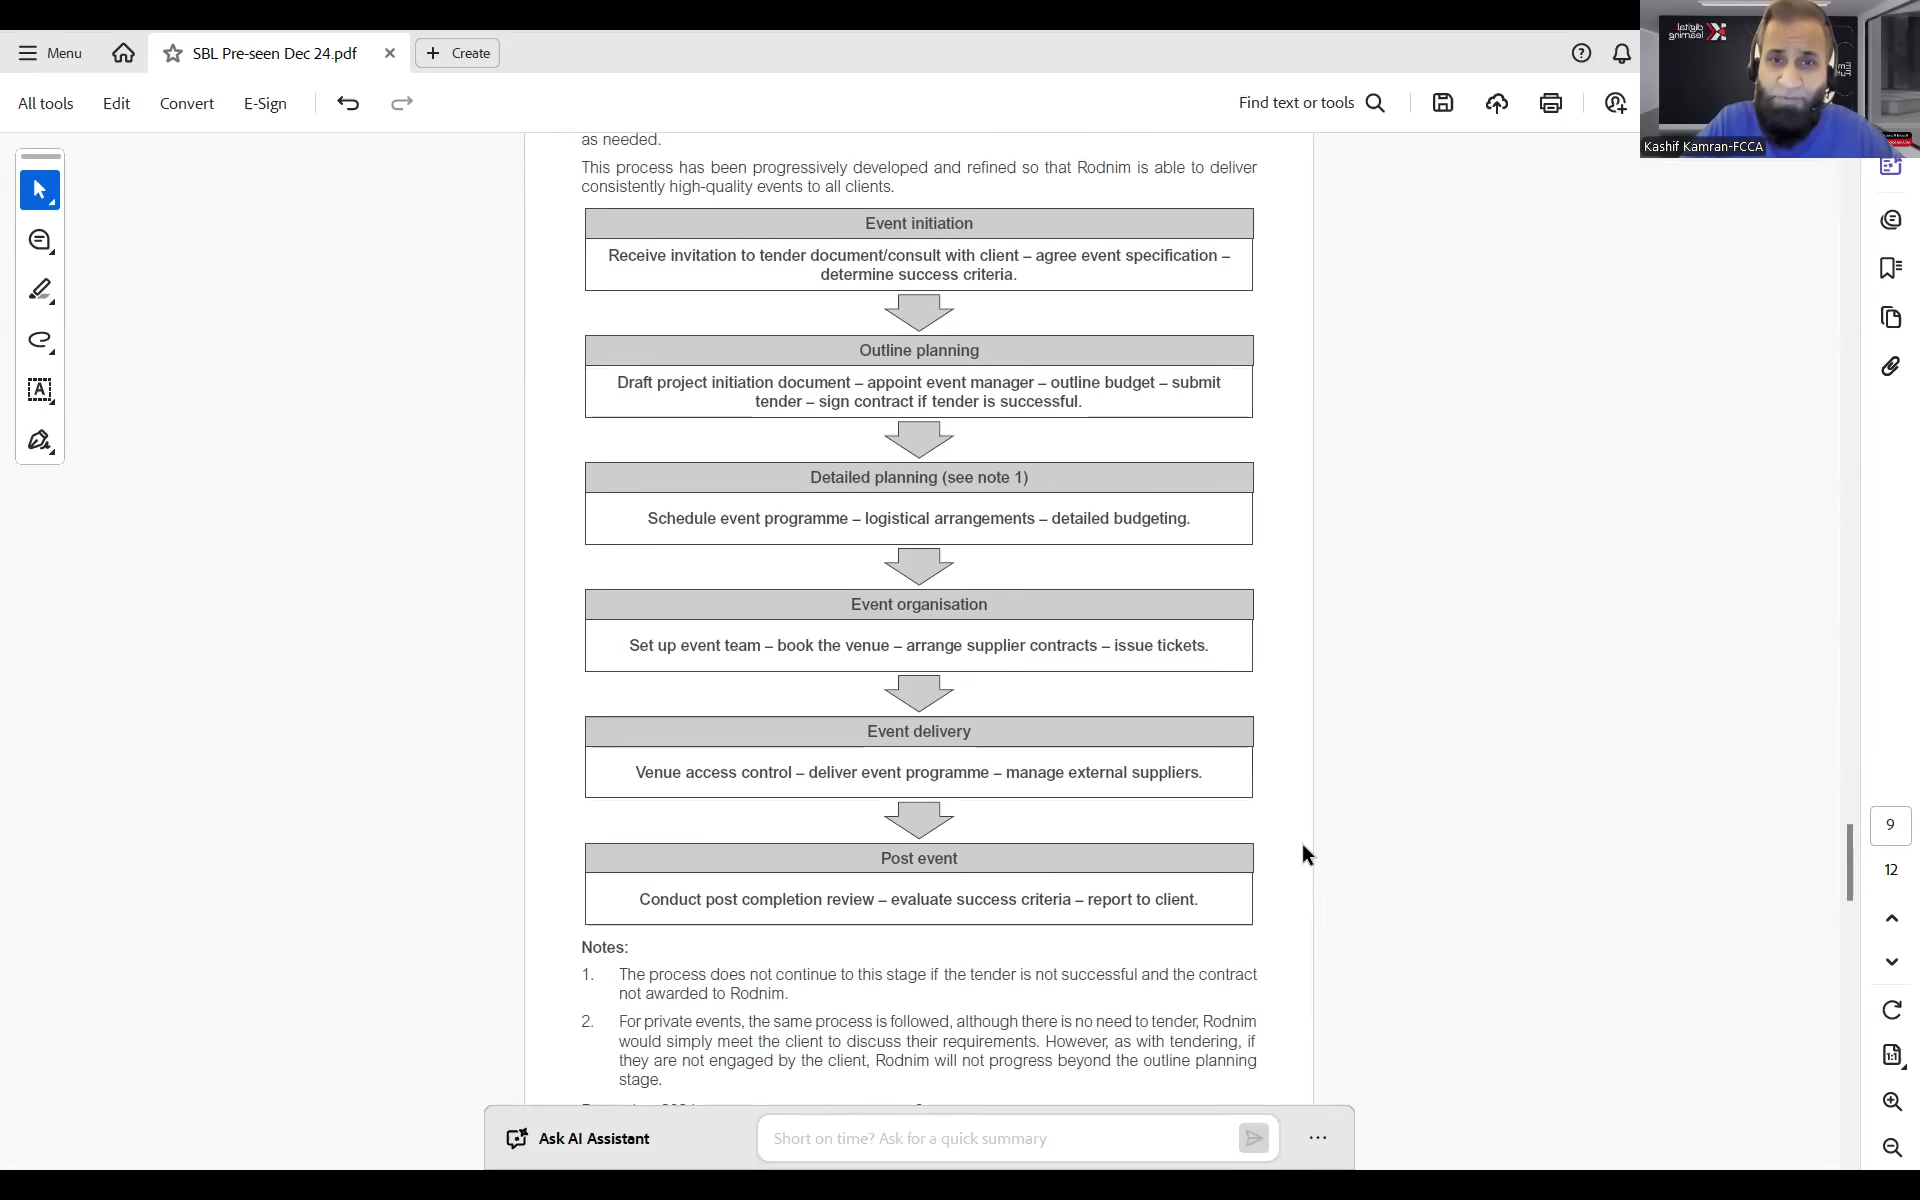 Menu
SBL Pre-seen Dec 24.pdf
Create
All tools
Edit
Convert
E-Sign
Find text or tools
digital
learning
Kashif Kamran-FCCA
as needed.
This process has been progressively developed and refined so that Rodnim is able to deliver
consistently high-quality events to all clients.
Event initiation
Receive invitation to tender document/consult with client – agree event specification –
determine success criteria.
Outline planning
Draft project initiation document – appoint event manager – outline budget – submit
tender – sign contract if tender is successful.
Detailed planning (see note 1)
Schedule event programme – logistical arrangements – detailed budgeting.
Event organisation
Set up event team – book the venue – arrange supplier contracts – issue tickets.
Event delivery
Venue access control – deliver event programme – manage external suppliers.
Post event
Conduct post completion review – evaluate success criteria – report to client.
Notes:
1. The process does not continue to this stage if the tender is not successful and the contract
not awarded to Rodnim.
2. For private events, the same process is followed, although there is no need to tender, Rodnim
would simply meet the client to discuss their requirements. However, as with tendering, if
they are not engaged by the client, Rodnim will not progress beyond the outline planning
stage.
9
12
1:1
Ask AI Assistant
Short on time? Ask for a quick summary